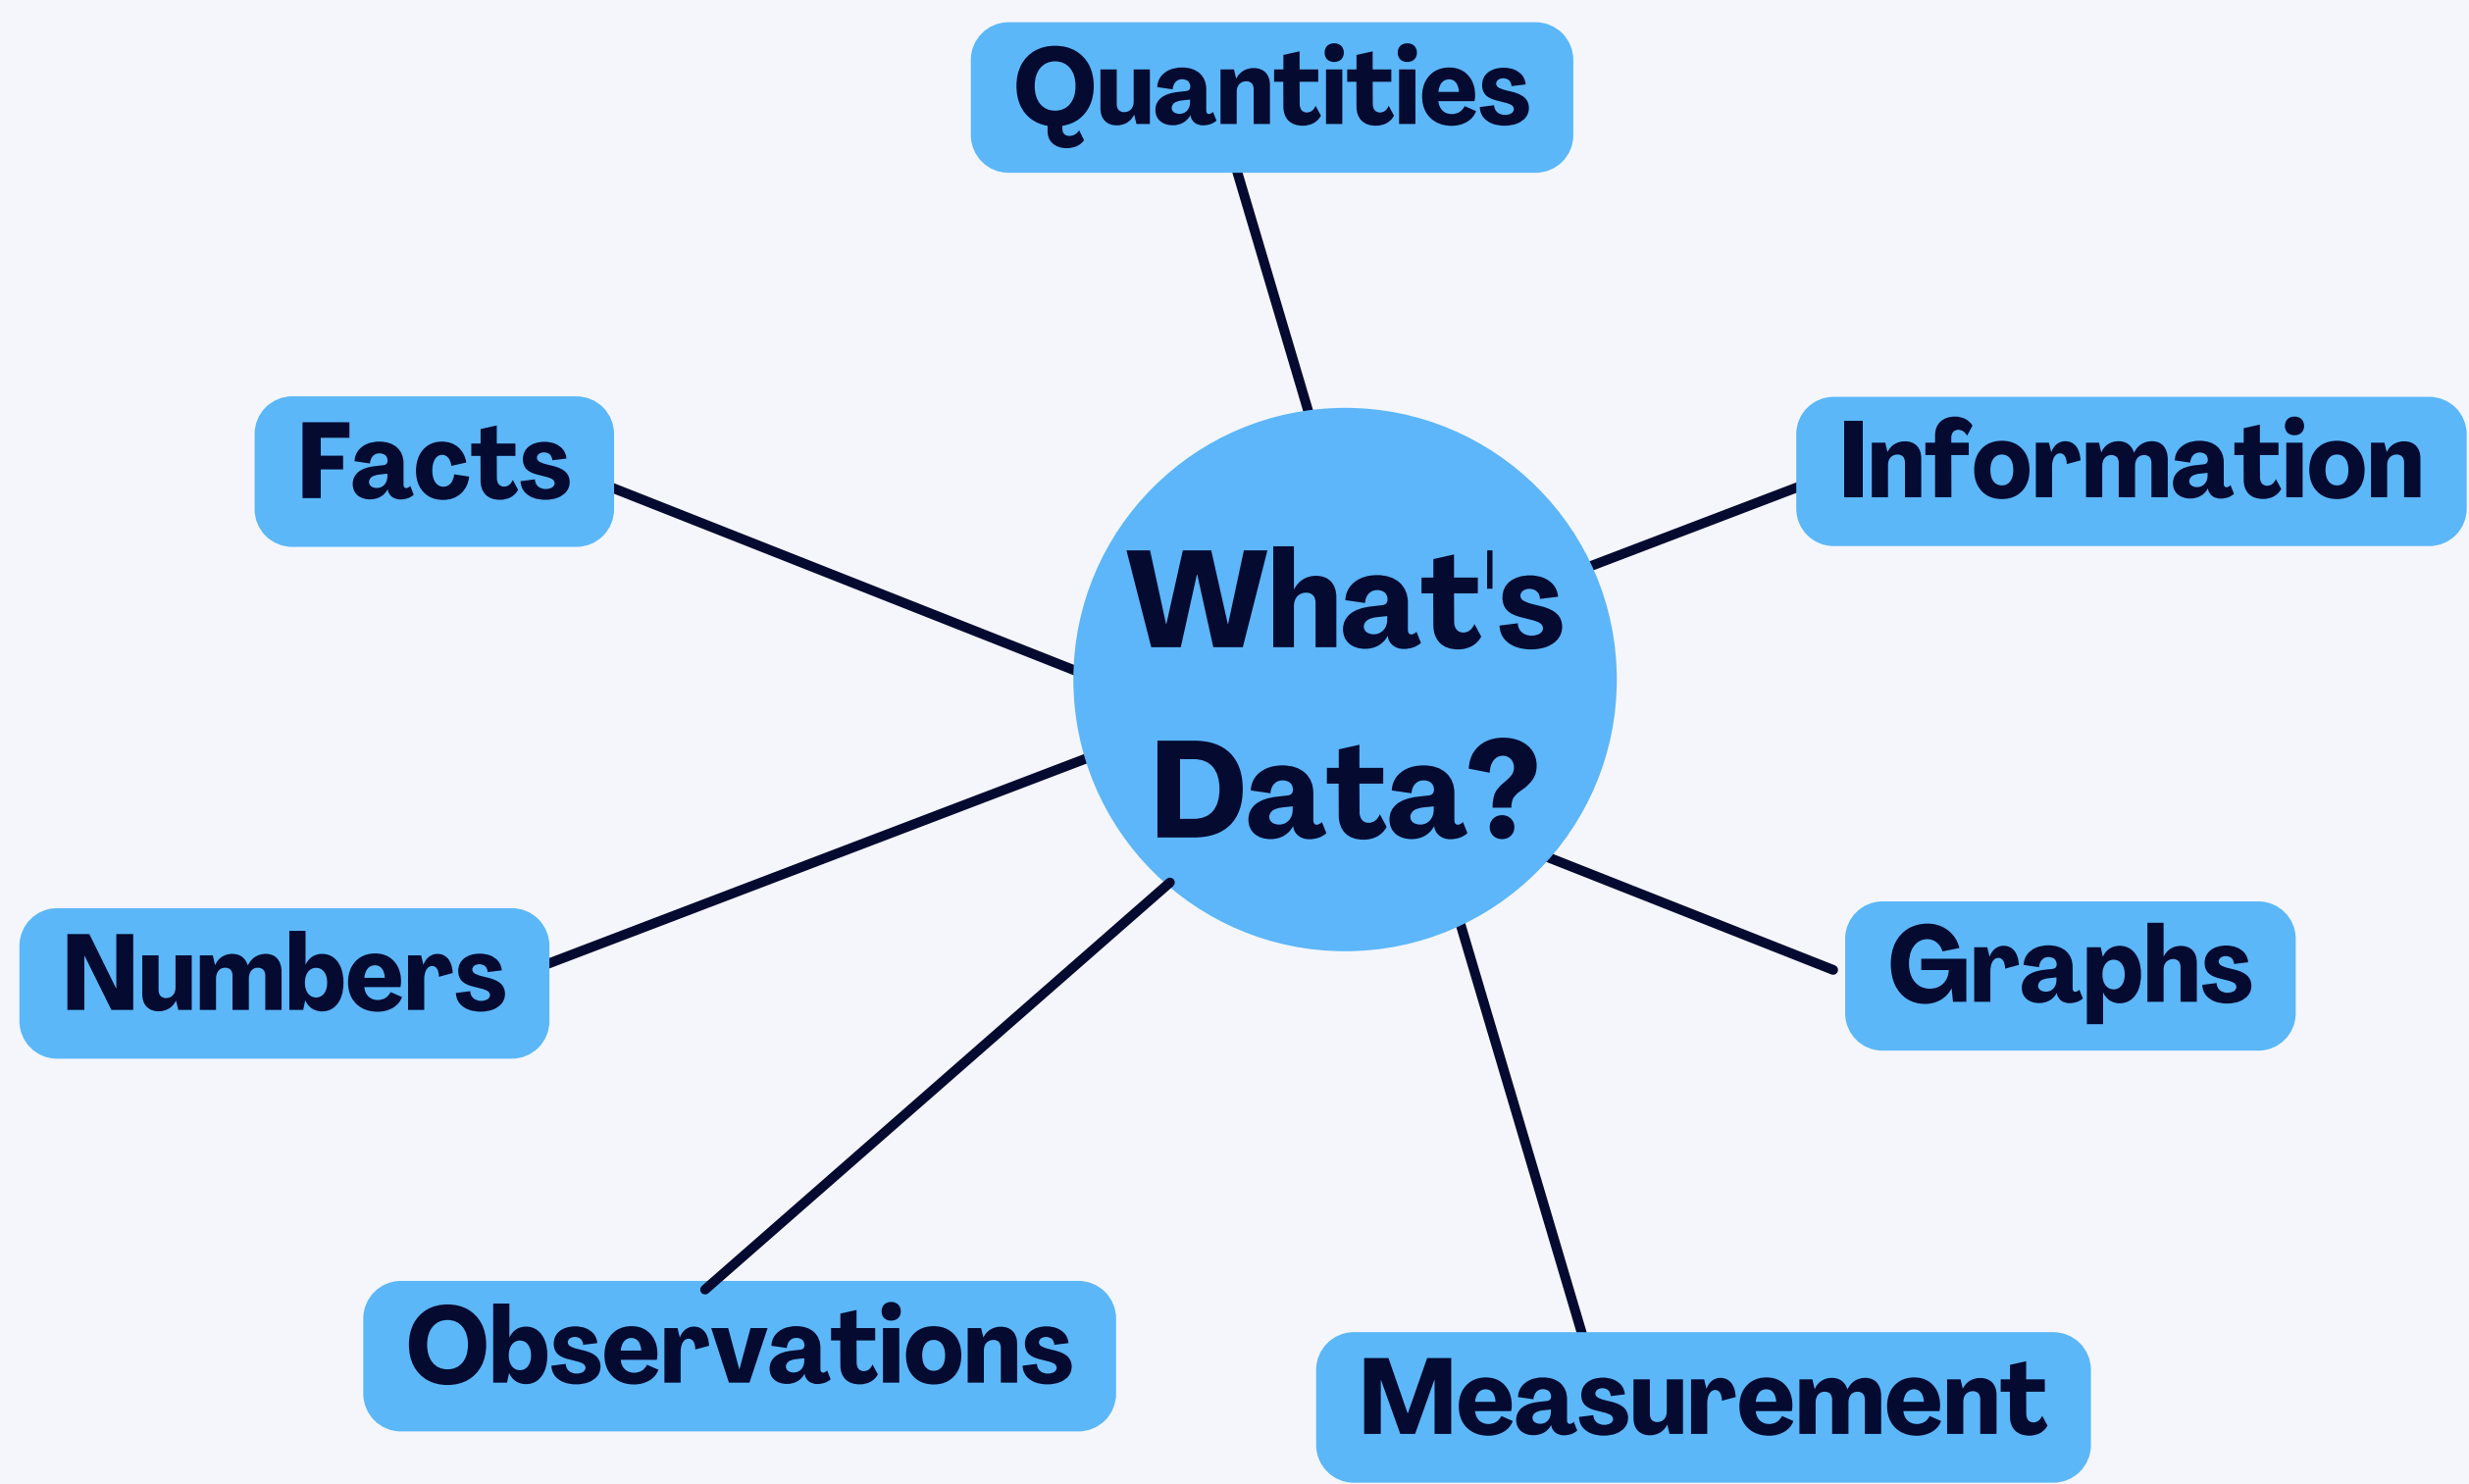 Quantities
Facts
Information
What's
Data?
Numbers
Graphs
Observations
Measurement